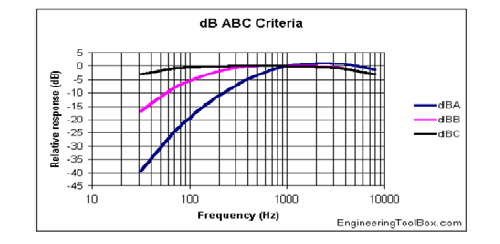 dB ABC Criteria
5
0
-5
-10
-15
-20
-25
-30
-35
-40
-45
Relative response (dB)
10
100
1000
10000
Frequency (Hz)
dBA
dBB
dBC
EngineeringToolBox.com